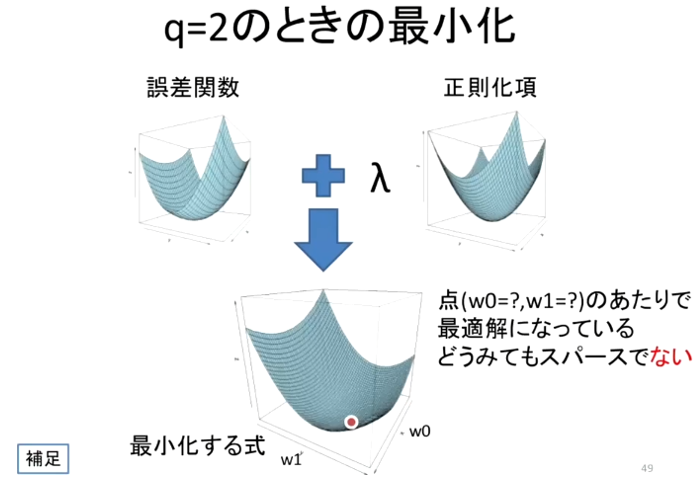 q=2のときの最小化
誤差関数
正則化項
λ
点(w0=?,w1=?)のあたりで
最適解になっている
どうみてもスパースでない
w0
最小化する式
w1
補足
49